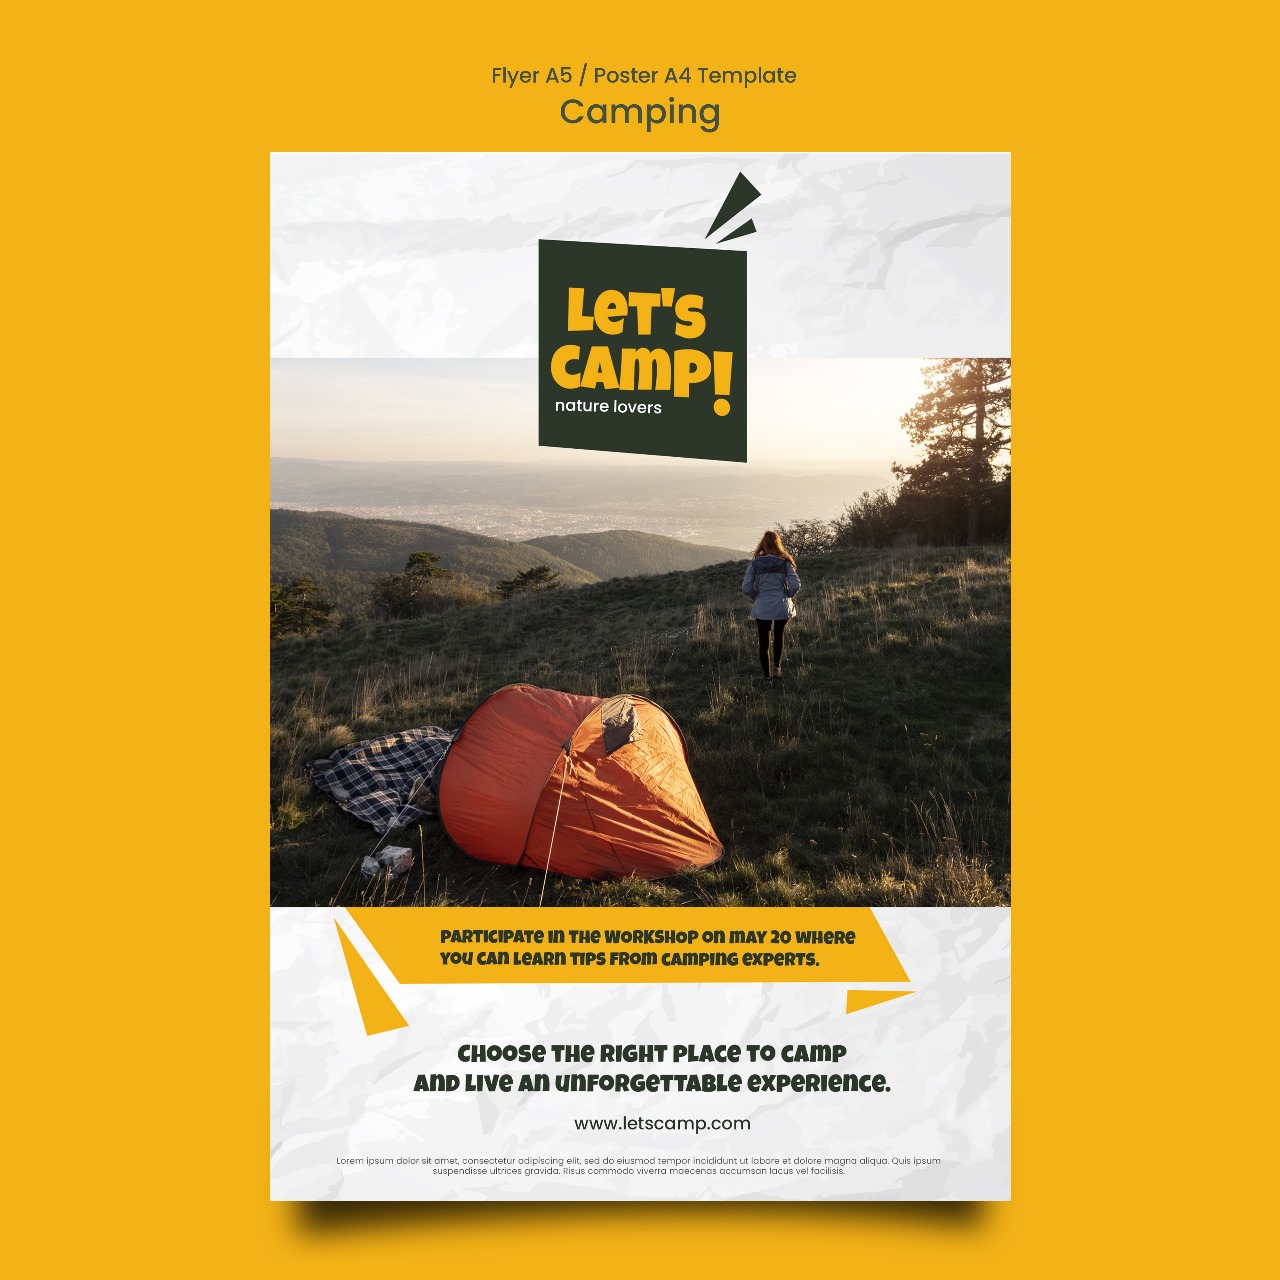 Flyer A5 / Poster A4 Template
Camping
LET'S
CAMP!
nature lovers
PARTICIPATE IN THE WORKSHOP ON MAY 20 WHERE
YOU CAN LEARN TIPS FROM CAMPING EXPERTS.
CHOOSE THE RIGHT PLACE TO CAMP
AND LIVE AN UNFORGETTABLE EXPERIENCE.
www.letscamp.com
Lorem ipsum dolor sit amet, consectetur adipiscing elit, sed do eiusmod tempor incididunt ut labore et dolore magna aliqua. Quis ipsum
suspendisse ultrices gravida. Risus commodo viverra maecenas accumsan lacus vel facilisis.